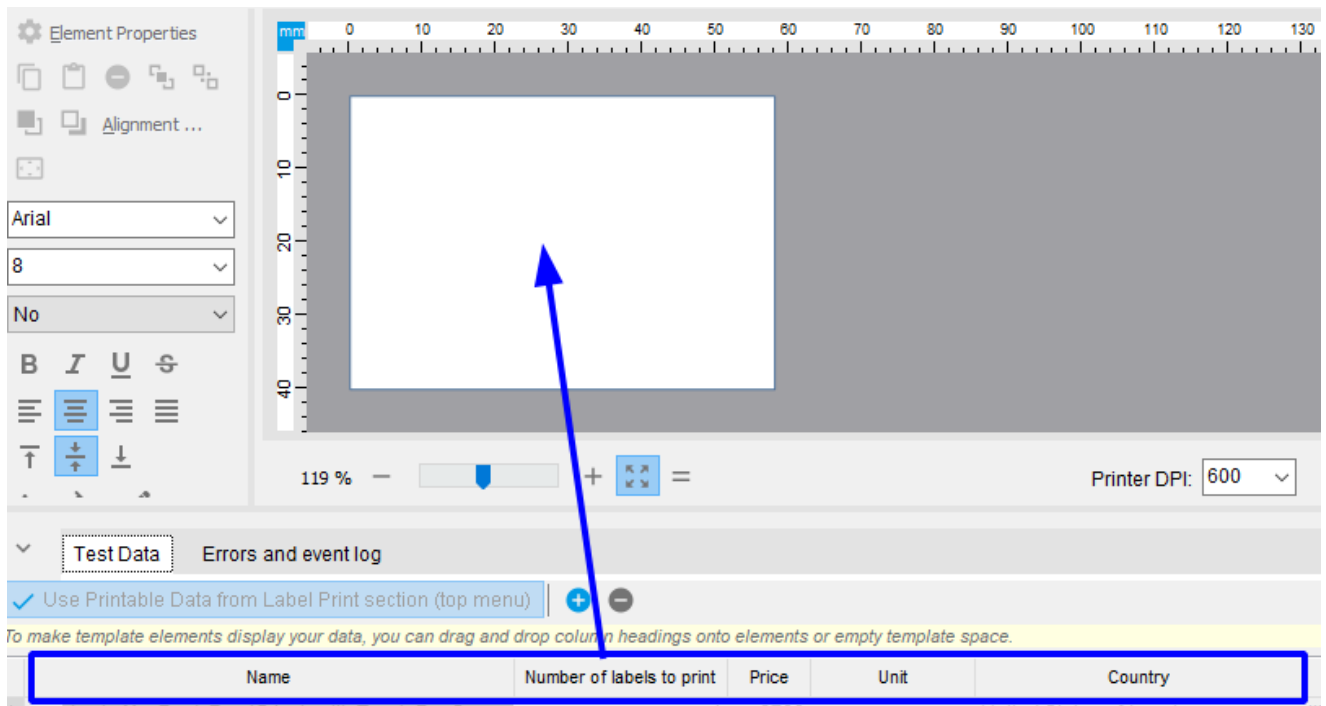 Element Properties
mm 0 10 20 30 40 50 60 70 80 90 100 110 120 130
Alignment ...
0
10
20
30
40
Arial
8
No
B I U S
119 %
Printer DPI: 600
Test Data Errors and event log
Use Printable Data from Label Print section (top menu)
To make template elements display your data, you can drag and drop column headings onto elements or empty template space.
Name Number of labels to print Price Unit Country